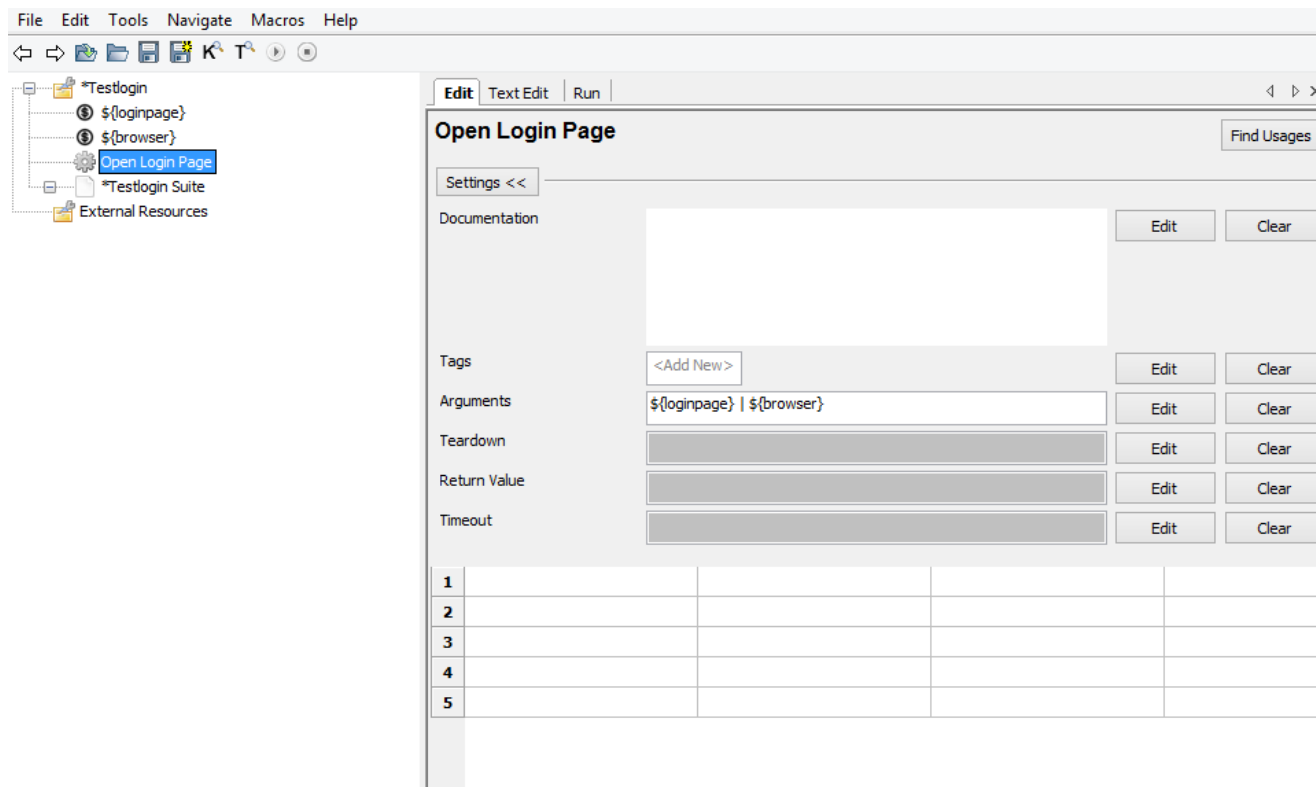 File Edit Tools Navigate Macros Help
K T
*Testlogin
${loginpage}
${browser}
Open Login Page
*Testlogin Suite
External Resources
Edit Text Edit Run
Open Login Page
Find Usages
Settings <<
Documentation
Edit Clear
Tags <Add New> Edit Clear
Arguments ${loginpage} | ${browser} Edit Clear
Teardown Edit Clear
Return Value Edit Clear
Timeout Edit Clear
1
2
3
4
5